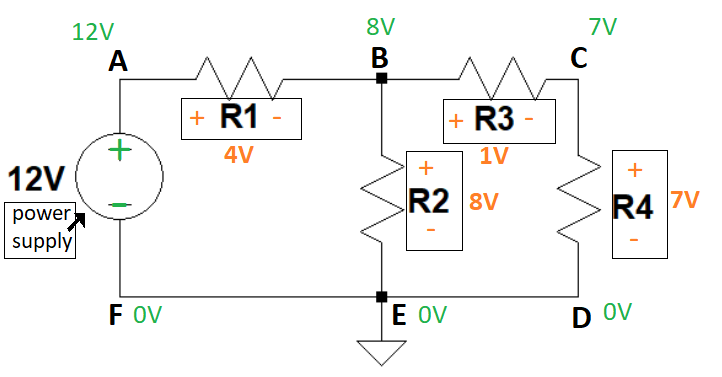 12V
8V
7V
A
B
C
+ R1 -
+ R3 -
4V
1V
+
-
12V
power
supply
+
R2
-
8V
+
R4
-
7V
F 0V
E 0V
D 0V